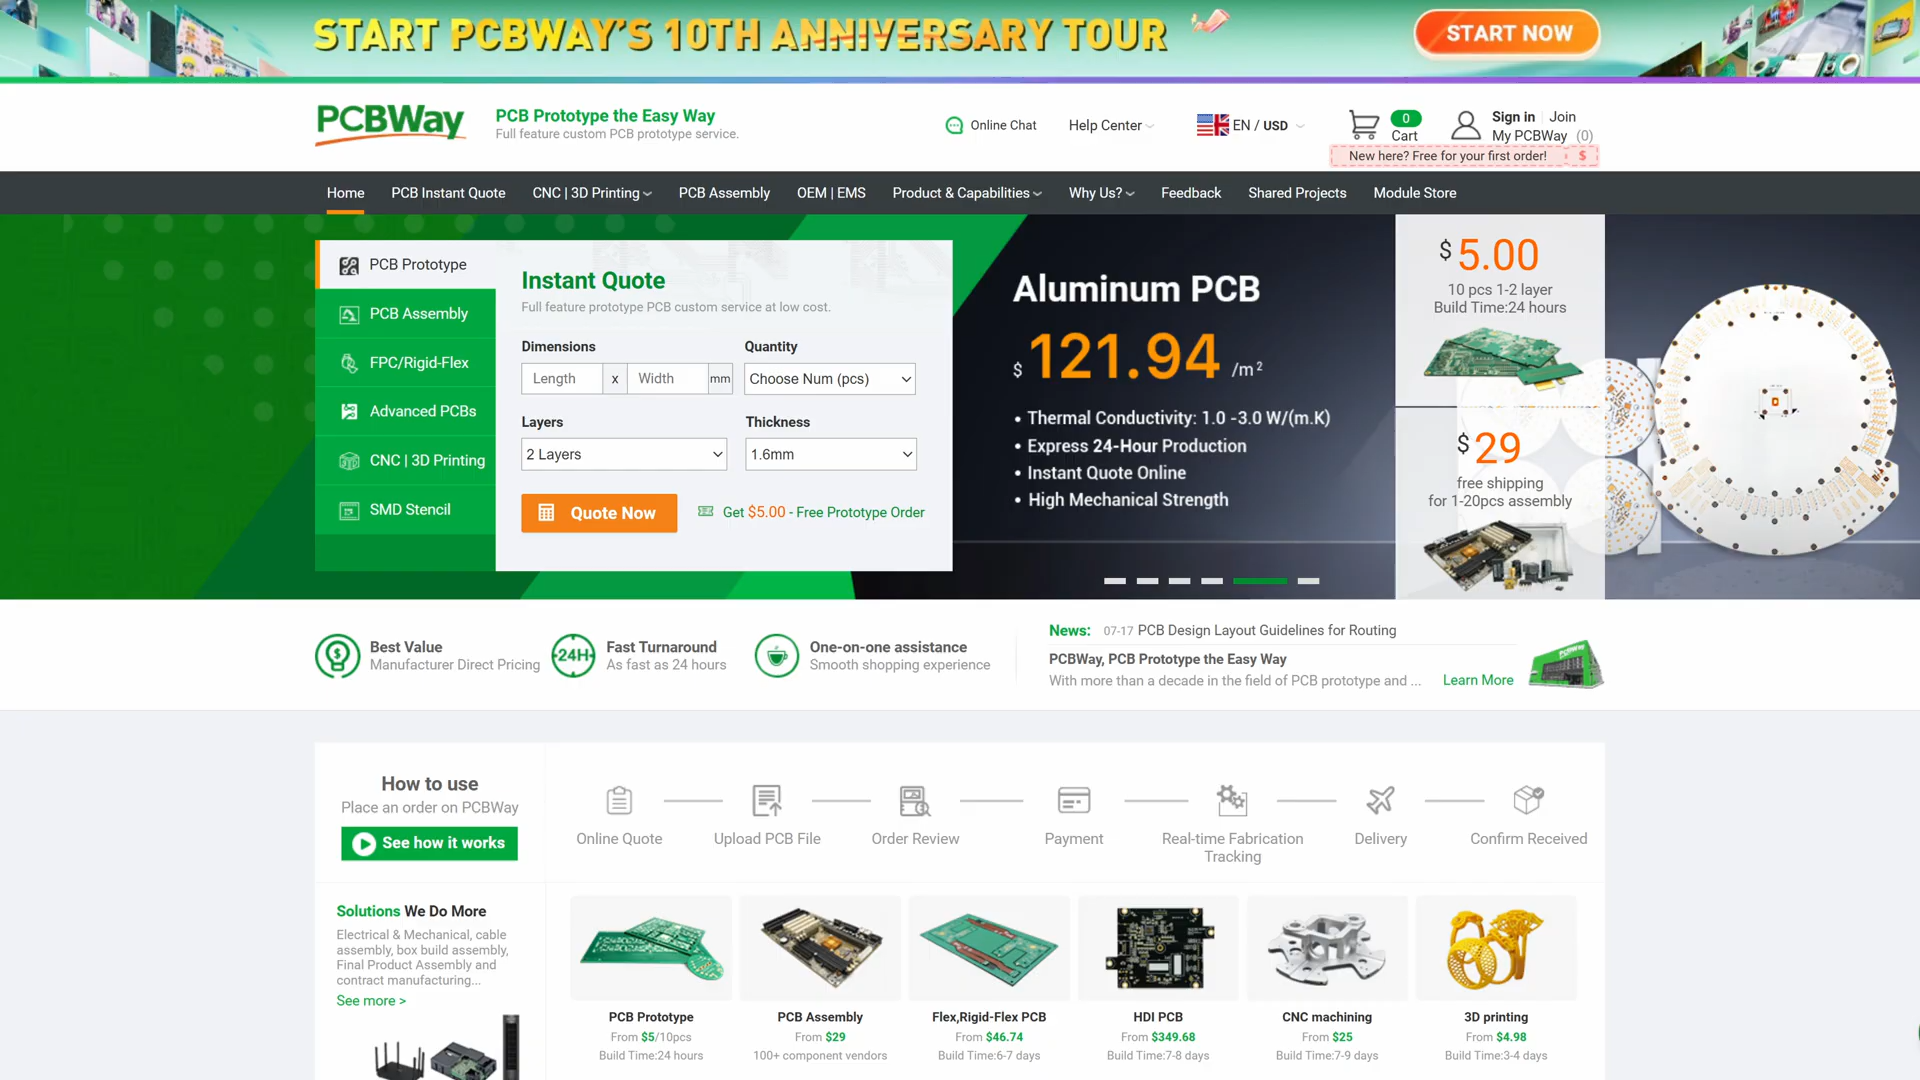 START PCBWAY'S 10TH ANNIVERSARY TOUR
START NOW
PCBWay
PCB Prototype the Easy Way
Full feature custom PCB prototype service.
Online Chat
Help Center
EN / USD
0
Cart
Sign in
Join
My PCBWay (0)
New here? Free for your first order! $
Home
PCB Instant Quote
CNC | 3D Printing
PCB Assembly
OEM | EMS
Product & Capabilities
Why Us?
Feedback
Shared Projects
Module Store
PCB Prototype
PCB Assembly
FPC/Rigid-Flex
Advanced PCBs
CNC | 3D Printing
SMD Stencil
Instant Quote
Full feature prototype PCB custom service at low cost.
Dimensions
Quantity
Length x Width mm
Choose Num (pcs)
Layers
Thickness
2 Layers
1.6mm
Quote Now
Get $5.00 - Free Prototype Order
Aluminum PCB
$ 121.94 /m²
• Thermal Conductivity: 1.0 -3.0 W/(m.K)
• Express 24-Hour Production
• Instant Quote Online
• High Mechanical Strength
$ 5.00
10 pcs 1-2 layer
Build Time:24 hours
$ 29
free shipping
for 1-20pcs assembly
Best Value
Manufacturer Direct Pricing
24H
Fast Turnaround
As fast as 24 hours
One-on-one assistance
Smooth shopping experience
News: 07-17 PCB Design Layout Guidelines for Routing
PCBWay, PCB Prototype the Easy Way
With more than a decade in the field of PCB prototype and ...
Learn More
How to use
Place an order on PCBWay
See how it works
Online Quote
Upload PCB File
Order Review
Payment
Real-time Fabrication
Tracking
Delivery
Confirm Received
Solutions We Do More
Electrical & Mechanical, cable
assembly, box build assembly,
Final Product Assembly and
contract manufacturing...
See more >
PCB Prototype
From $5/10pcs
Build Time:24 hours
PCB Assembly
From $29
100+ component vendors
Flex,Rigid-Flex PCB
From $46.74
Build Time:6-7 days
HDI PCB
From $349.68
Build Time:7-8 days
CNC machining
From $25
Build Time:7-9 days
3D printing
From $4.98
Build Time:3-4 days